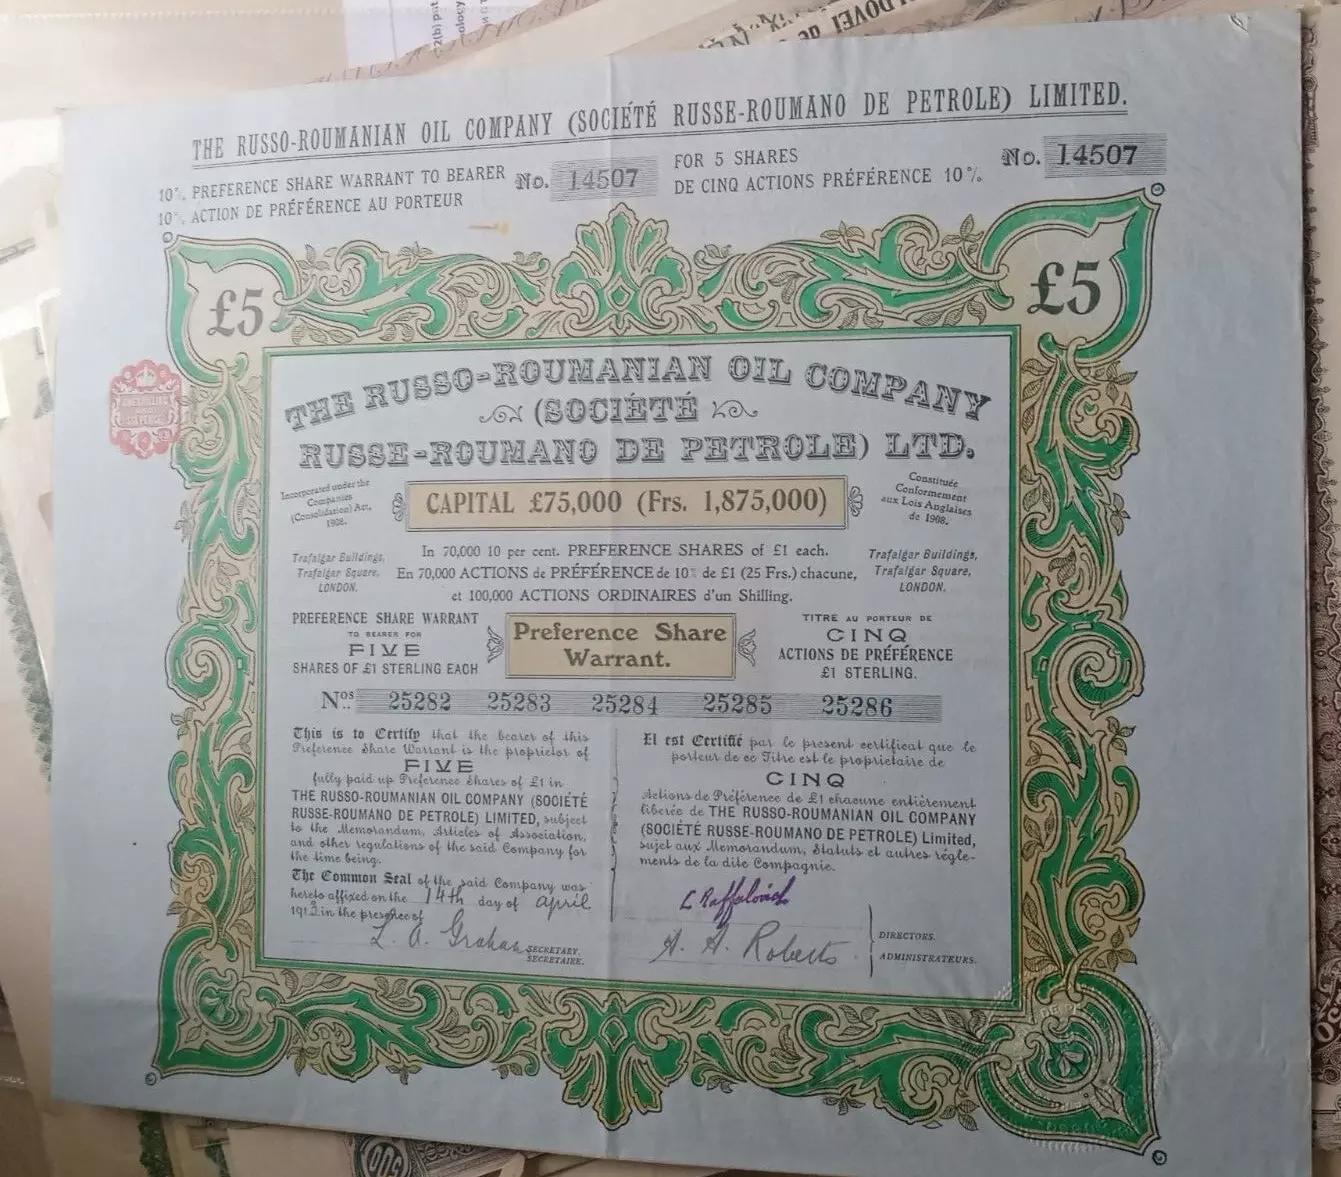 THE RUSSO-ROUMANIAN OIL COMPANY (SOCIÉTÉ RUSSE-ROUMANO DE PETROLE) LIMITED.
10% PREFERENCE SHARE WARRANT TO BEARER No. 14507 FOR 5 SHARES No. 14507
10% ACTION DE PRÉFÉRENCE AU PORTEUR DE CINQ ACTIONS PRÉFÉRENCE 10%
£5 £5
THE RUSSO-ROUMANIAN OIL COMPANY
(SOCIÉTÉ
RUSSE-ROUMANO DE PETROLE) LTD.
Incorporated under the
Companies
(Consolidation) Act,
1908.
CAPITAL £75,000 (Frs. 1,875,000)
Constituée
Conformement
aux Lois Anglaises
de 1908.
Trafalgar Buildings,
Trafalgar Square,
LONDON.
In 70,000 10 per cent. PREFERENCE SHARES of £1 each.
En 70,000 ACTIONS de PRÉFÉRENCE de 10% de £1 (25 Frs.) chacune,
et 100,000 ACTIONS ORDINAIRES d'un Shilling.
Trafalgar Buildings,
Trafalgar Square,
LONDON.
PREFERENCE SHARE WARRANT
TO BEARER FOR
FIVE
SHARES OF £1 STERLING EACH
Preference Share
Warrant.
TITRE AU PORTEUR DE
CINQ
ACTIONS DE PRÉFÉRENCE
£1 STERLING.
Nos. 25282 25283 25284 25285 25286
This is to Certify that the bearer of this
Preference Share Warrant is the proprietor of
FIVE
fully paid up Preference Shares of £1 in
THE RUSSO-ROUMANIAN OIL COMPANY (SOCIÉTÉ
RUSSE-ROUMANO DE PETROLE) LIMITED, subject
to the Memorandum, Articles of Association,
and other regulations of the said Company for
the time being.
The Common Seal of the said Company was
hereto affixed on the 14th day of April
1913 in the presence of
L. A. Graham SECRETARY.
SECRETAIRE.
Il est Certifié par le present certificat que le
porteur de ce Titre est le propriétaire de
CINQ
Actions de Préférence de £1 chacune entièrement
libérée de THE RUSSO-ROUMANIAN OIL COMPANY
(SOCIÉTÉ RUSSE-ROUMANO DE PETROLE) Limited,
sujet aux Memorandum, Statuts et autres régle-
ments de la dite Compagnie.
L Raffalovich
A. A. Roberts
DIRECTORS.
ADMINISTRATEURS.